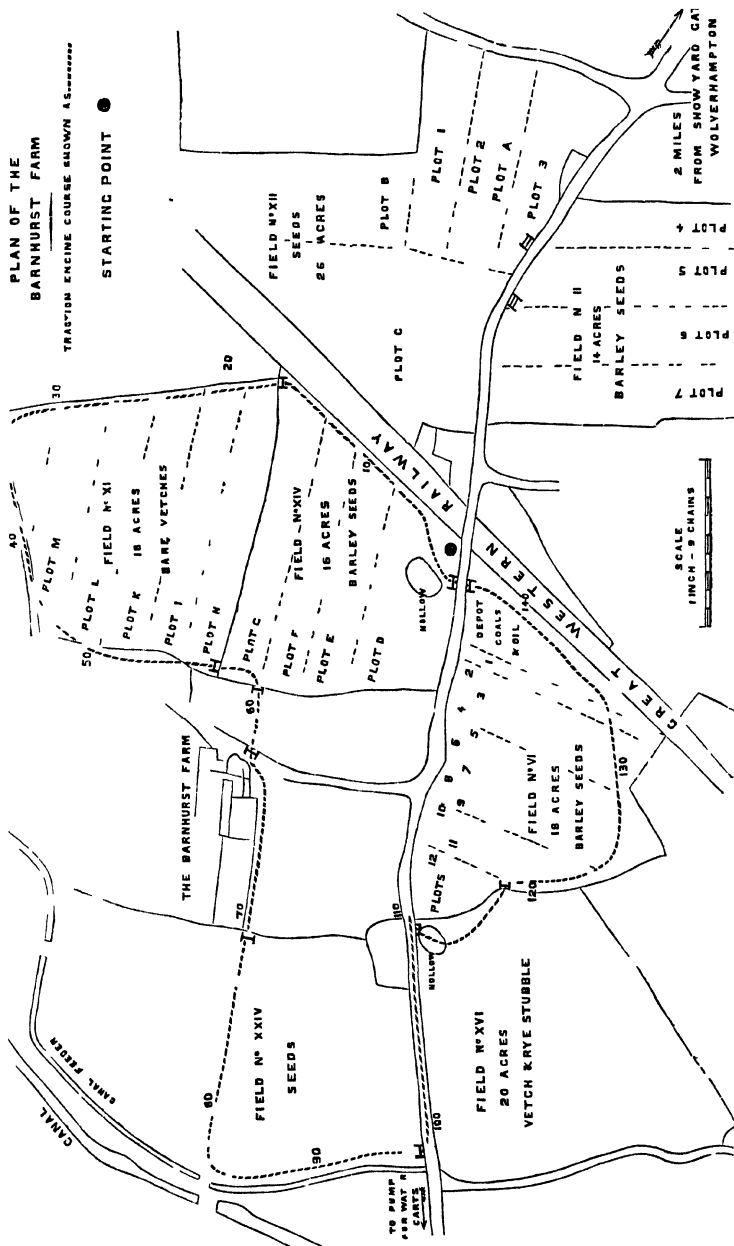 PLAN OF THE
BARNHURST FARM
TRACTION ENCINE COURSE SHOWN AS
STARTING POINT
30
20
40
PLOT M
PLOT L
PLOT K
PLOT I
PLOT H
FIELD No XI
18 ACRES
BARE VETCHES
50
60
PLOT C
PLOT F
PLOT E
PLOT D
FIELD No XIV
16 ACRES
BARLEY SEEDS
10
HOLLOW
FIELD No XII
SEEDS
26 ACRES
PLOT B
PLOT C
PLOT 1
PLOT 2
PLOT A
PLOT 3
2 MILES
FROM SHOW YARD GAT
WOLVERHAMPTON
FIELD N II
14 ACRES
BARLEY SEEDS
PLOT 4
PLOT 5
PLOT 6
PLOT 7
GREAT WESTERN RAILWAY
SCALE
1 INCH - 9 CHAINS
THE BARNHURST FARM
70
80
90
100
110
120
130
140
CANAL
CANAL FEEDER
FIELD No XXIV
SEEDS
TO PUMP
FOR WAT R
CARTS
HOLLOW
FIELD No XVI
20 ACRES
VETCH & RYE STUBBLE
DEPOT
COALS
& OIL
PLOTS
12
11
10
9
8
7
6
5
4
3
2
1
FIELD No VI
18 ACRES
BARLEY SEEDS